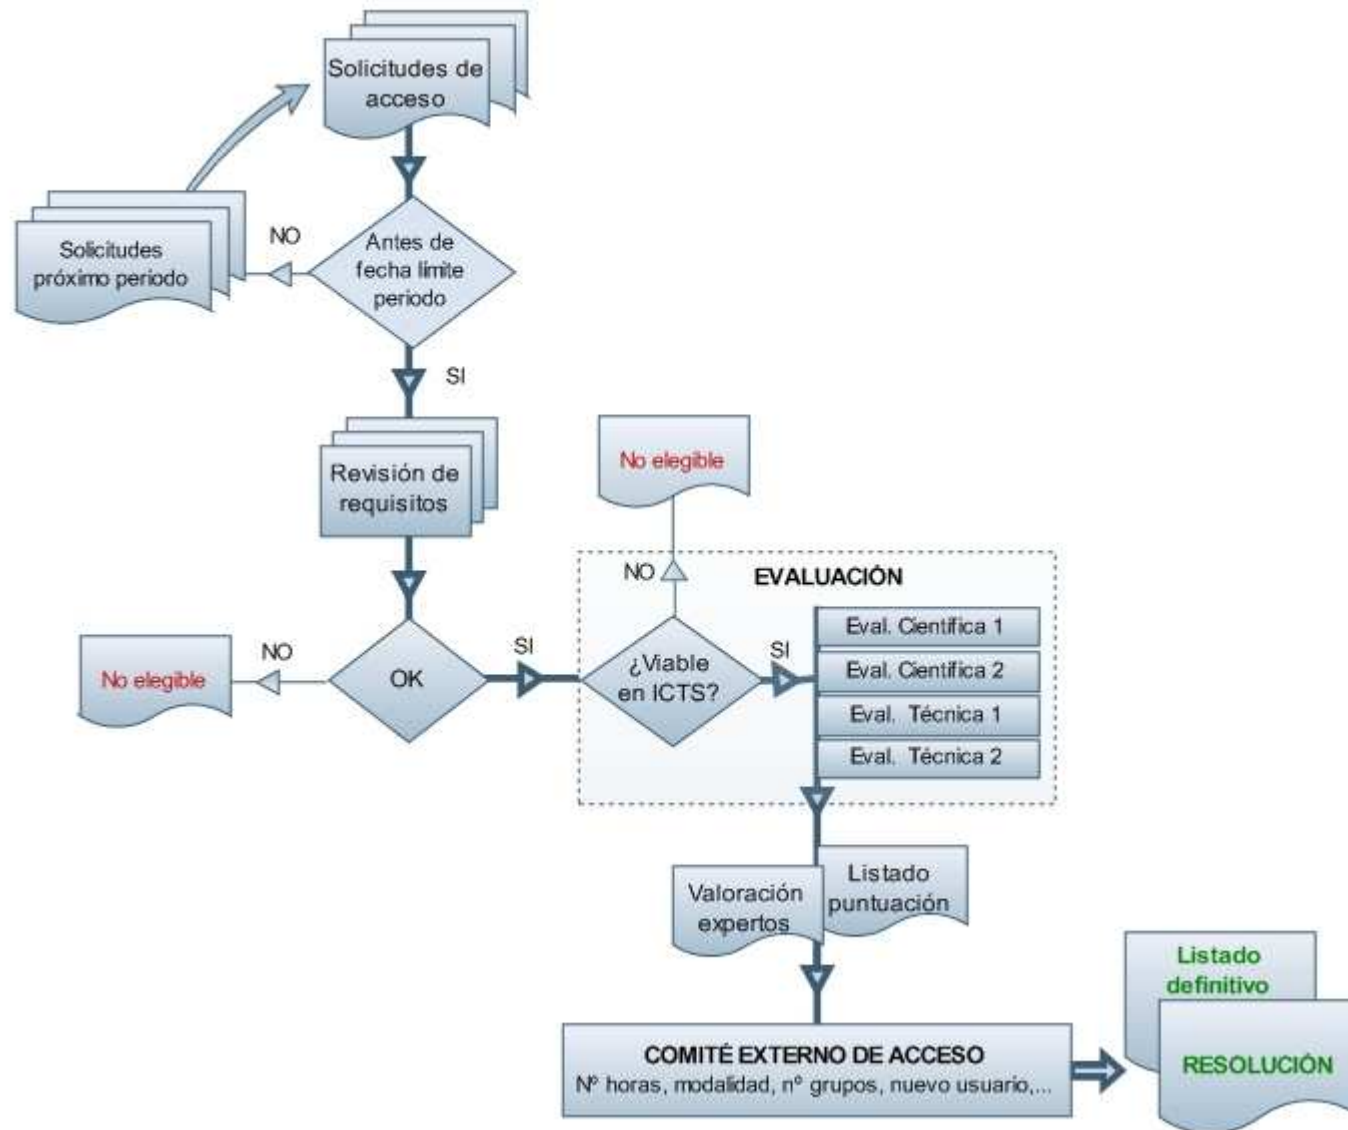 Solicitudes de
acceso
Solicitudes
próximo periodo
NO
Antes de
fecha límite
periodo
SI
Revisión de
requisitos
No elegible
NO
OK
SI
No elegible
NO
EVALUACIÓN
¿Viable
en ICTS?
SI
Eval. Científica 1
Eval. Científica 2
Eval. Técnica 1
Eval. Técnica 2
Valoración
expertos
Listado
puntuación
COMITÉ EXTERNO DE ACCESO
Nº horas, modalidad, nº grupos, nuevo usuario,...
Listado
definitivo
RESOLUCIÓN